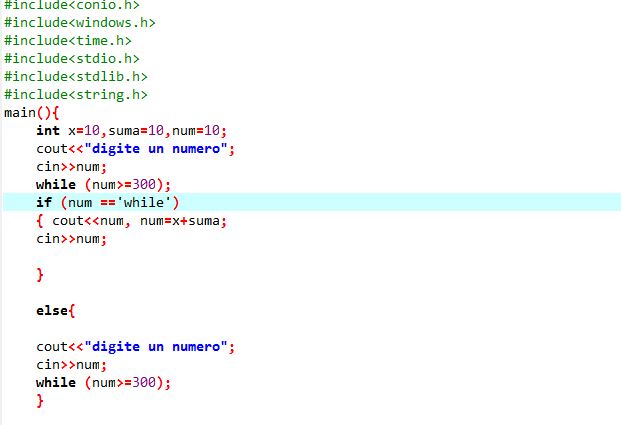 #include<conio.h>
#include<windows.h>
#include<time.h>
#include<stdio.h>
#include<stdlib.h>
#include<string.h>
main(){
    int x=10,suma=10,num=10;
    cout<<"digite un numero";
    cin>>num;
    while (num>=300);
    if (num =='while')
    { cout<<num, num=x+suma;
    cin>>num;
    }
    else{
    cout<<"digite un numero";
    cin>>num;
    while (num>=300);
    }